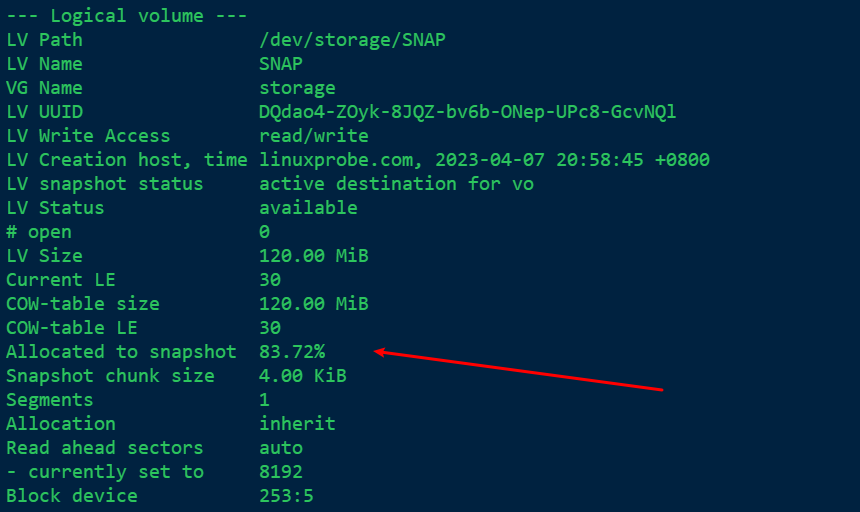 --- Logical volume ---
LV Path                /dev/storage/SNAP
LV Name                SNAP
VG Name                storage
LV UUID                DQdao4-ZOyk-8JQZ-bv6b-ONep-UPc8-GcvNQl
LV Write Access        read/write
LV Creation host, time linuxprobe.com, 2023-04-07 20:58:45 +0800
LV snapshot status     active destination for vo
LV Status              available
# open                 0
LV Size                120.00 MiB
Current LE             30
COW-table size         120.00 MiB
COW-table LE           30
Allocated to snapshot  83.72%
Snapshot chunk size    4.00 KiB
Segments               1
Allocation             inherit
Read ahead sectors     auto
- currently set to     8192
Block device           253:5